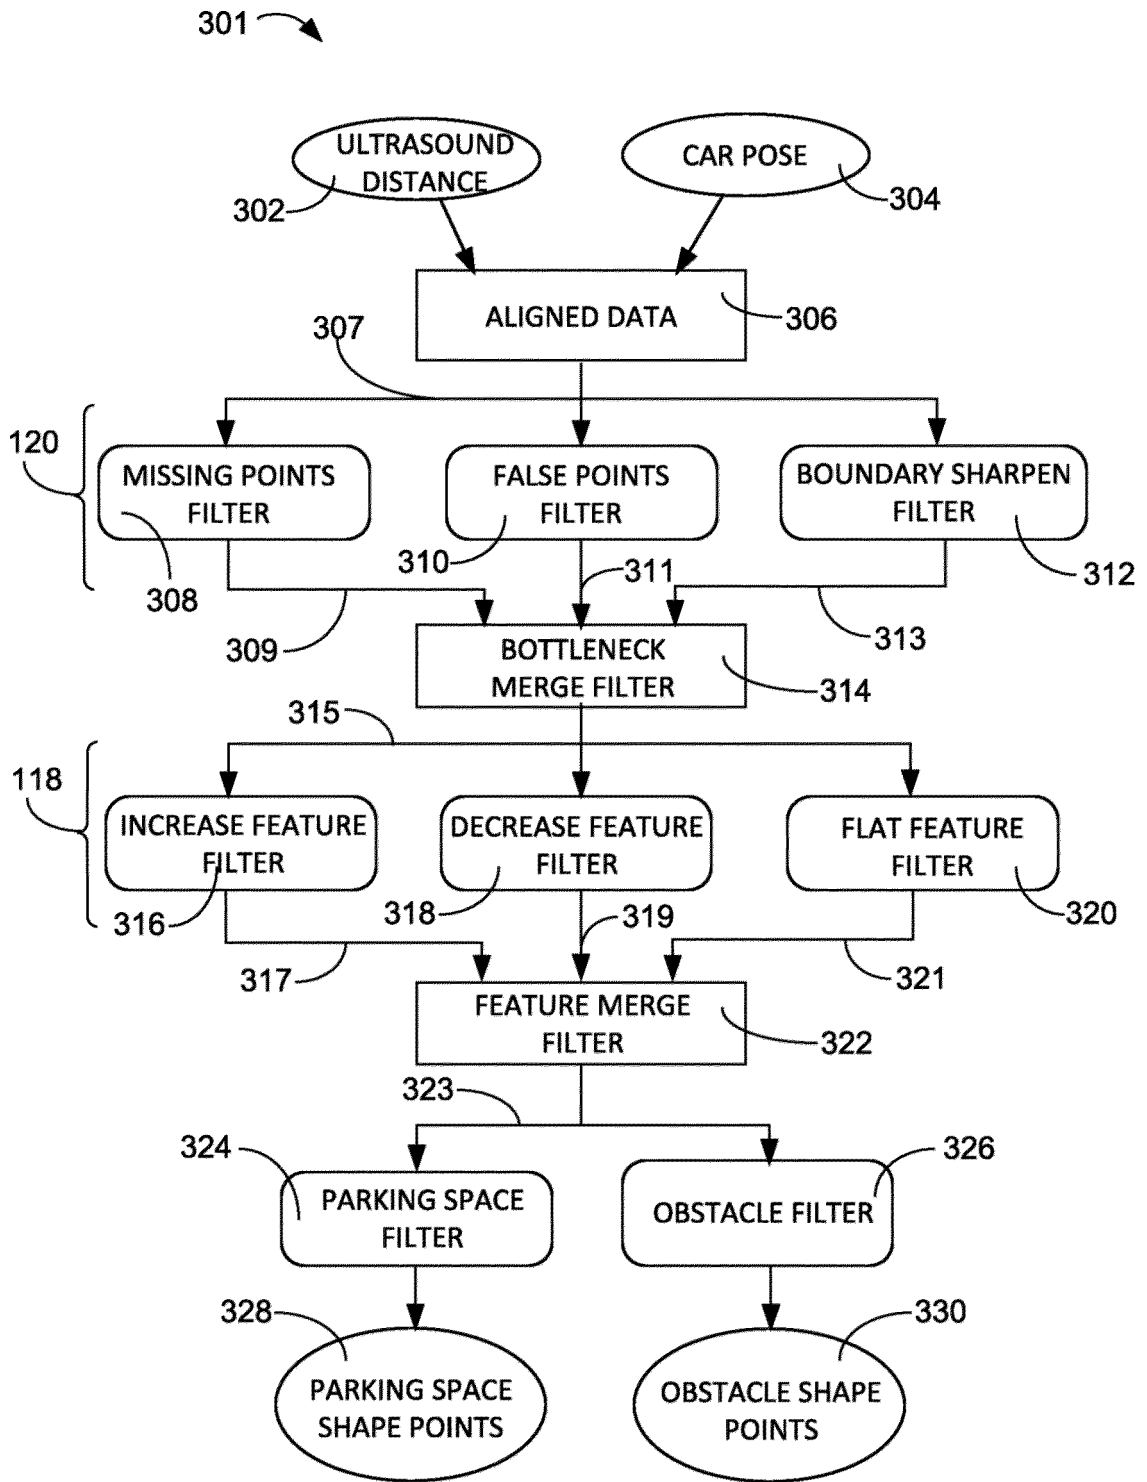 301
ULTRASOUND
DISTANCE
CAR POSE
302
304
ALIGNED DATA
306
307
120
MISSING POINTS
FILTER
FALSE POINTS
FILTER
BOUNDARY SHARPEN
FILTER
308
310
311
312
309
313
BOTTLENECK
MERGE FILTER
314
315
118
INCREASE FEATURE
FILTER
DECREASE FEATURE
FILTER
FLAT FEATURE
FILTER
316
318
319
320
317
321
FEATURE MERGE
FILTER
322
323
324
326
PARKING SPACE
FILTER
OBSTACLE FILTER
328
330
PARKING SPACE
SHAPE POINTS
OBSTACLE SHAPE
POINTS